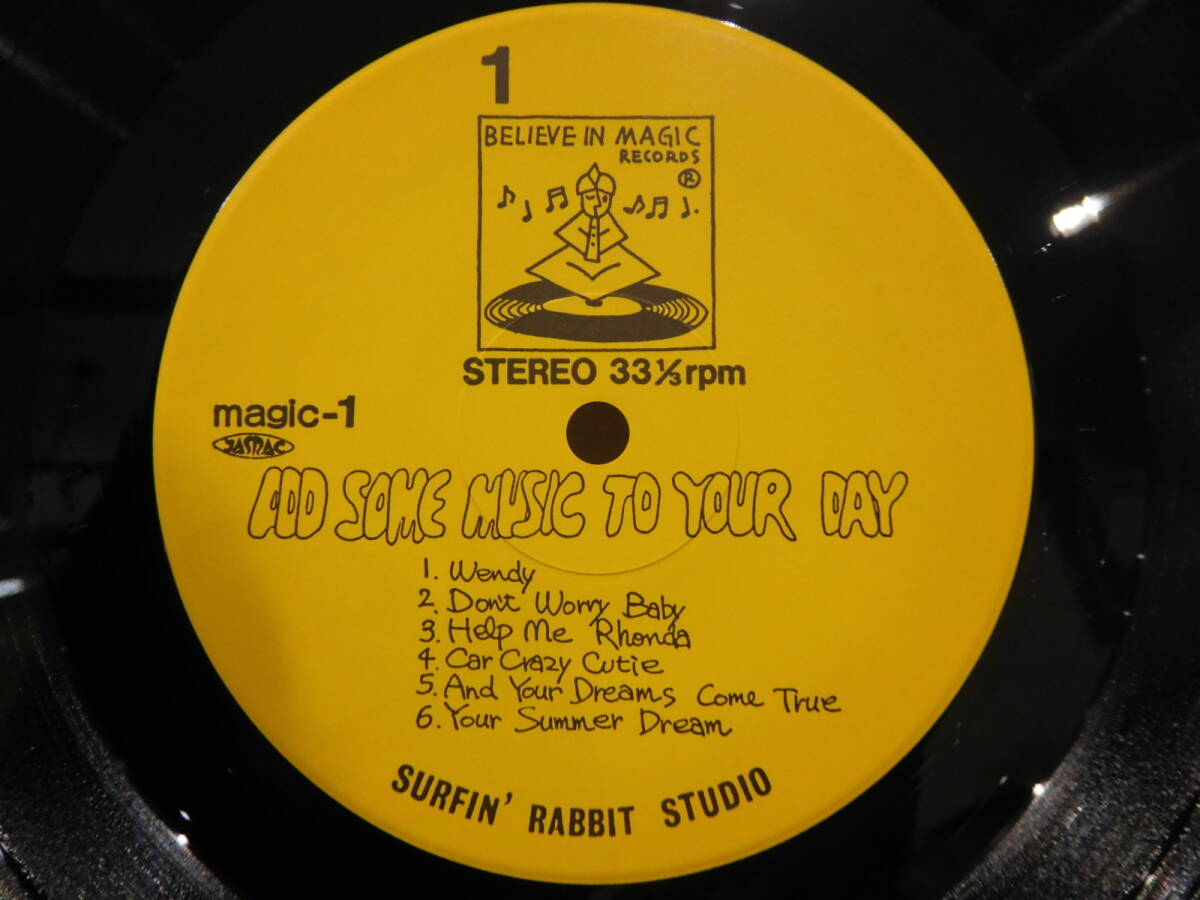 1
BELIEVE IN MAGIC
RECORDS
®
STEREO 33⅓rpm
magic-1
JASRAC
ADD SOME MUSIC TO YOUR DAY
1. Wendy
2. Don't Worry Baby
3. Help Me Rhonda
4. Car Crazy Cutie
5. And Your Dreams Come True
6. Your Summer Dream
SURFIN' RABBIT STUDIO